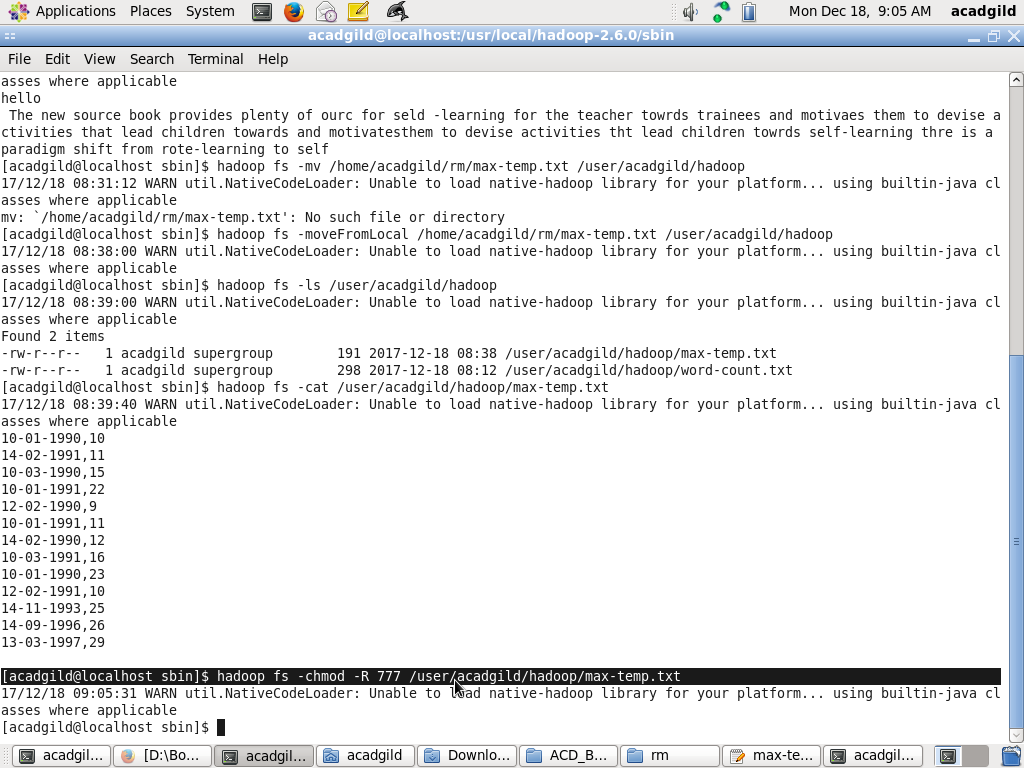 Applications Places System Mon Dec 18, 9:05 AM acadgild
acadgild@localhost:/usr/local/hadoop-2.6.0/sbin
File Edit View Search Terminal Help
asses where applicable
hello
The new source book provides plenty of ourc for seld -learning for the teacher towrds trainees and motivaes them to devise a
ctivities that lead children towards and motivatesthem to devise activities tht lead children towrds self-learning thre is a
paradigm shift from rote-learning to self
[acadgild@localhost sbin]$ hadoop fs -mv /home/acadgild/rm/max-temp.txt /user/acadgild/hadoop
17/12/18 08:31:12 WARN util.NativeCodeLoader: Unable to load native-hadoop library for your platform... using builtin-java cl
asses where applicable
mv: `/home/acadgild/rm/max-temp.txt': No such file or directory
[acadgild@localhost sbin]$ hadoop fs -moveFromLocal /home/acadgild/rm/max-temp.txt /user/acadgild/hadoop
17/12/18 08:38:00 WARN util.NativeCodeLoader: Unable to load native-hadoop library for your platform... using builtin-java cl
asses where applicable
[acadgild@localhost sbin]$ hadoop fs -ls /user/acadgild/hadoop
17/12/18 08:39:00 WARN util.NativeCodeLoader: Unable to load native-hadoop library for your platform... using builtin-java cl
asses where applicable
Found 2 items
-rw-r--r-- 1 acadgild supergroup 191 2017-12-18 08:38 /user/acadgild/hadoop/max-temp.txt
-rw-r--r-- 1 acadgild supergroup 298 2017-12-18 08:12 /user/acadgild/hadoop/word-count.txt
[acadgild@localhost sbin]$ hadoop fs -cat /user/acadgild/hadoop/max-temp.txt
17/12/18 08:39:40 WARN util.NativeCodeLoader: Unable to load native-hadoop library for your platform... using builtin-java cl
asses where applicable
10-01-1990,10
14-02-1991,11
10-03-1990,15
10-01-1991,22
12-02-1990,9
10-01-1991,11
14-02-1990,12
10-03-1991,16
10-01-1990,23
12-02-1991,10
14-11-1993,25
14-09-1996,26
13-03-1997,29
[acadgild@localhost sbin]$ hadoop fs -chmod -R 777 /user/acadgild/hadoop/max-temp.txt
17/12/18 09:05:31 WARN util.NativeCodeLoader: Unable to load native-hadoop library for your platform... using builtin-java cl
asses where applicable
[acadgild@localhost sbin]$
acadgil... [D:\Bo... acadgil... acadgild Downlo... ACD_B... rm max-te... acadgil...